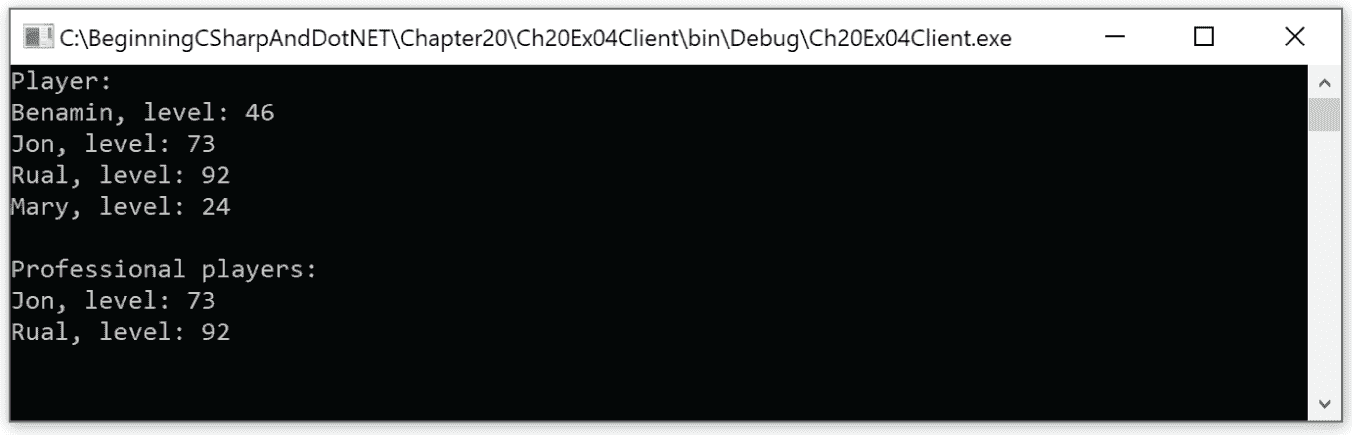 C:\BeginningCSharpAndDotNET\Chapter20\Ch20Ex04Client\bin\Debug\Ch20Ex04Client.exe
Player:
Benamin, level: 46
Jon, level: 73
Rual, level: 92
Mary, level: 24
Professional players:
Jon, level: 73
Rual, level: 92